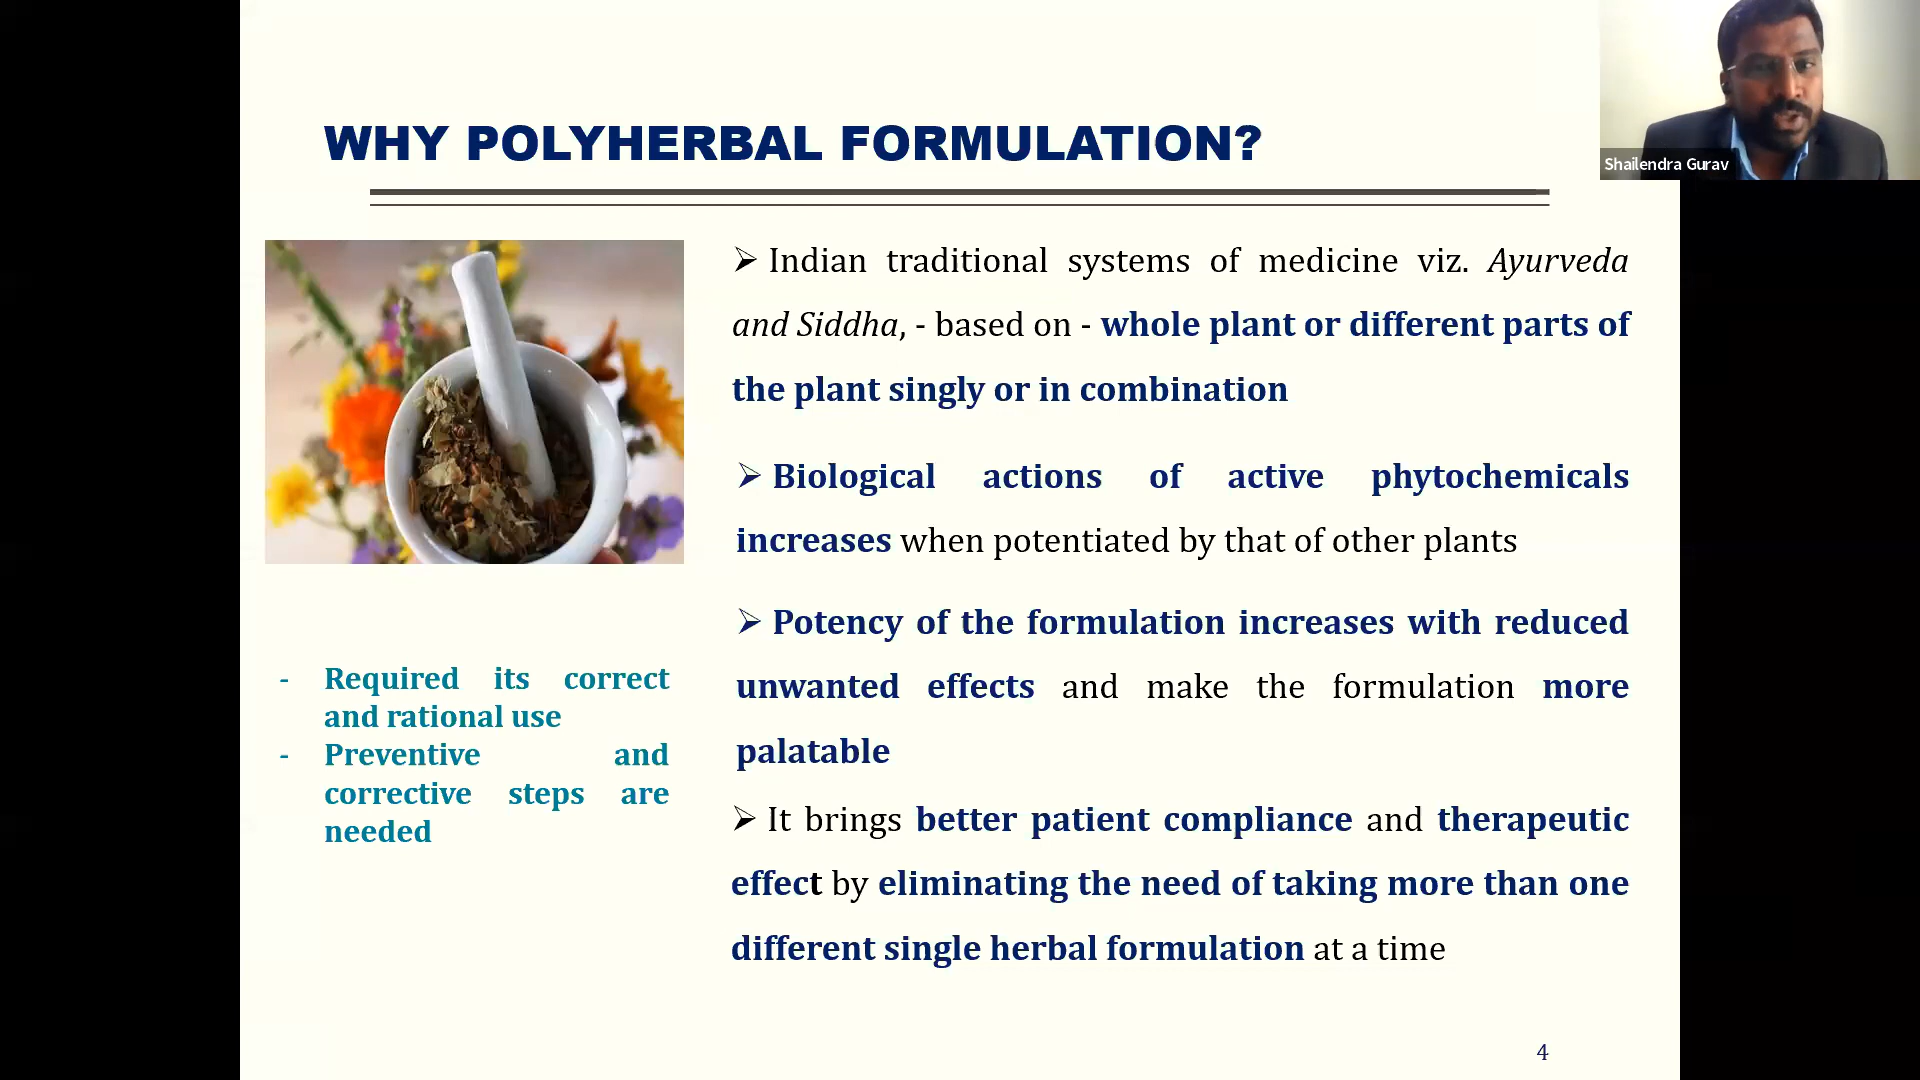 WHY POLYHERBAL FORMULATION?
Shailendra Gurav
➢ Indian traditional systems of medicine viz. Ayurveda
and Siddha, - based on - whole plant or different parts of
the plant singly or in combination
➢ Biological actions of active phytochemicals
increases when potentiated by that of other plants
➢ Potency of the formulation increases with reduced
unwanted effects and make the formulation more
palatable
➢ It brings better patient compliance and therapeutic
effect by eliminating the need of taking more than one
different single herbal formulation at a time
- Required its correct
and rational use
- Preventive and
corrective steps are
needed
4